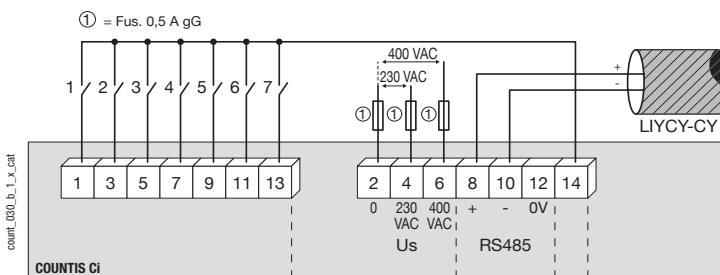 ① = Fus. 0,5 A gG
400 VAC
230 VAC
1 2 3 4 5 6 7
+
-
① ① ①
LIYCY-CY
1 3 5 7 9 11 13
2 4 6 8 10 12 14
0 230 VAC 400 VAC + - 0V
Us RS485
COUNTIS Ci
count_030_b_1_x_cat